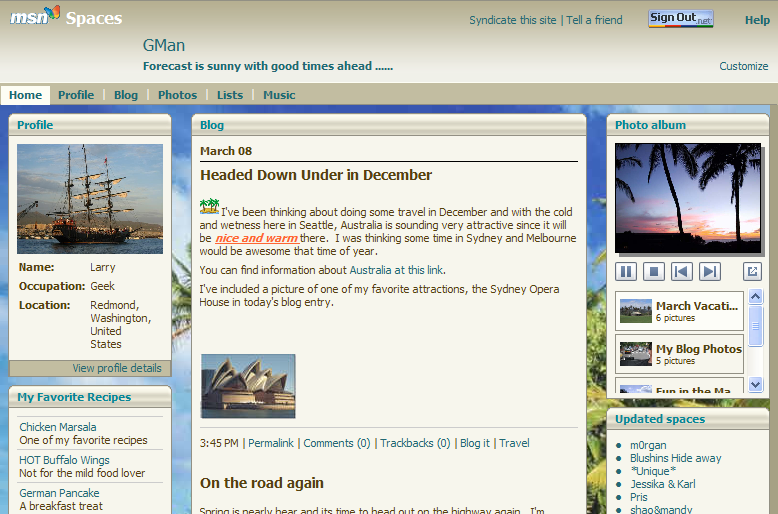 msn Spaces
Syndicate this site | Tell a friend
Sign Out .net
Help
GMan
Forecast is sunny with good times ahead ......
Customize
Home
Profile
Blog
Photos
Lists
Music
Profile
Name: Larry
Occupation: Geek
Location: Redmond,
Washington,
United
States
View profile details
My Favorite Recipes
Chicken Marsala
One of my favorite recipes
HOT Buffalo Wings
Not for the mild food lover
German Pancake
A breakfast treat
Blog
March 08
Headed Down Under in December
I've been thinking about doing some travel in December and with the cold
and wetness here in Seattle, Australia is sounding very attractive since it will
be nice and warm there. I was thinking some time in Sydney and Melbourne
would be awesome that time of year.
You can find information about Australia at this link.
I've included a picture of one of my favorite attractions, the Sydney Opera
House in today's blog entry.
3:45 PM | Permalink | Comments (0) | Trackbacks (0) | Blog it | Travel
On the road again
Spring is nearly hear and its time to head out on the highway again. I'm
Photo album
March Vacati...
6 pictures
My Blog Photos
5 pictures
Fun in the Ma
Updated spaces
m0rgan
Blushins Hide away
*Unique*
Jessika & Karl
Pris
shao&mandy